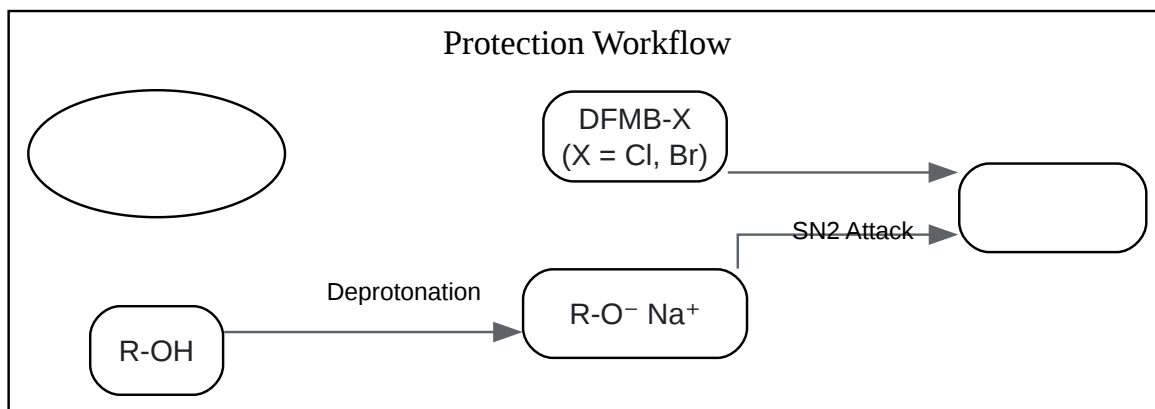 Protection Workflow
DFMB-X
(X = Cl, Br)
SN2 Attack
Deprotonation
R-O⁻ Na⁺
R-OH